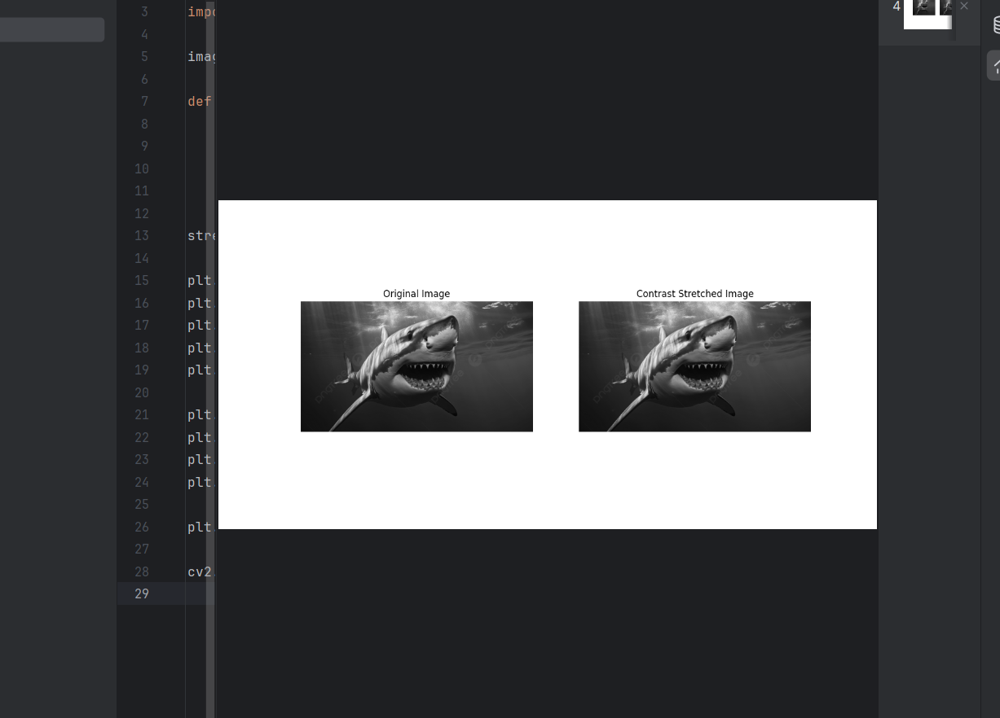 3 impo
4
5 imag
6
7 def
8
9
10
11
12
13 stre
14
15 plt.
16 plt.
17 plt.
18 plt.
19 plt.
20
21 plt.
22 plt.
23 plt.
24 plt.
25
26 plt.
27
28 cv2.
29
Original Image
Contrast Stretched Image
4